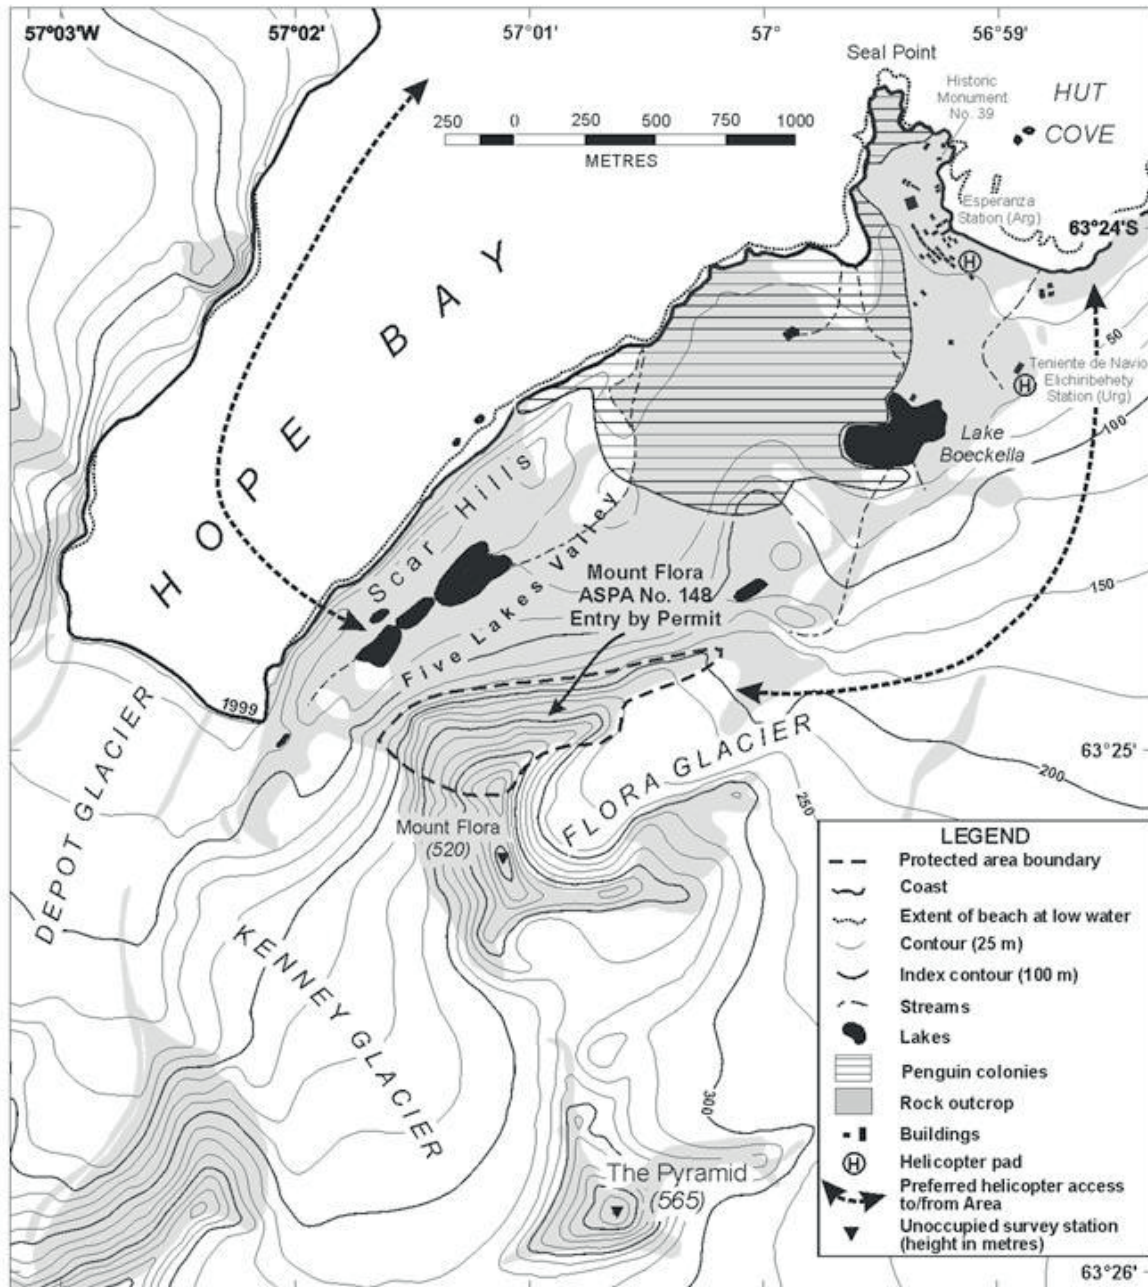 57°03'W
57°02'
57°01'
57°
56°59'
Seal Point
Historic
Monument
No. 39
HUT
COVE
250 0 250 500 750 1000
METRES
Esperanza
Station (Arg)
63°24'S
H
HOPE BAY
50
Teniente de Navio
Elichiribehety
Station (Urg)
H
100
Lake
Boeckella
Scar Hills
Five Lakes Valley
Mount Flora
ASPA No. 148
Entry by Permit
150
1999
DEPOT GLACIER
63°25'
FLORA GLACIER
200
250
Mount Flora
(520)
KENNEY GLACIER
300
The Pyramid
(565)
LEGEND
Protected area boundary
Coast
Extent of beach at low water
Contour (25 m)
Index contour (100 m)
Streams
Lakes
Penguin colonies
Rock outcrop
Buildings
H Helicopter pad
Preferred helicopter access
to/from Area
Unoccupied survey station
(height in metres)
63°26'